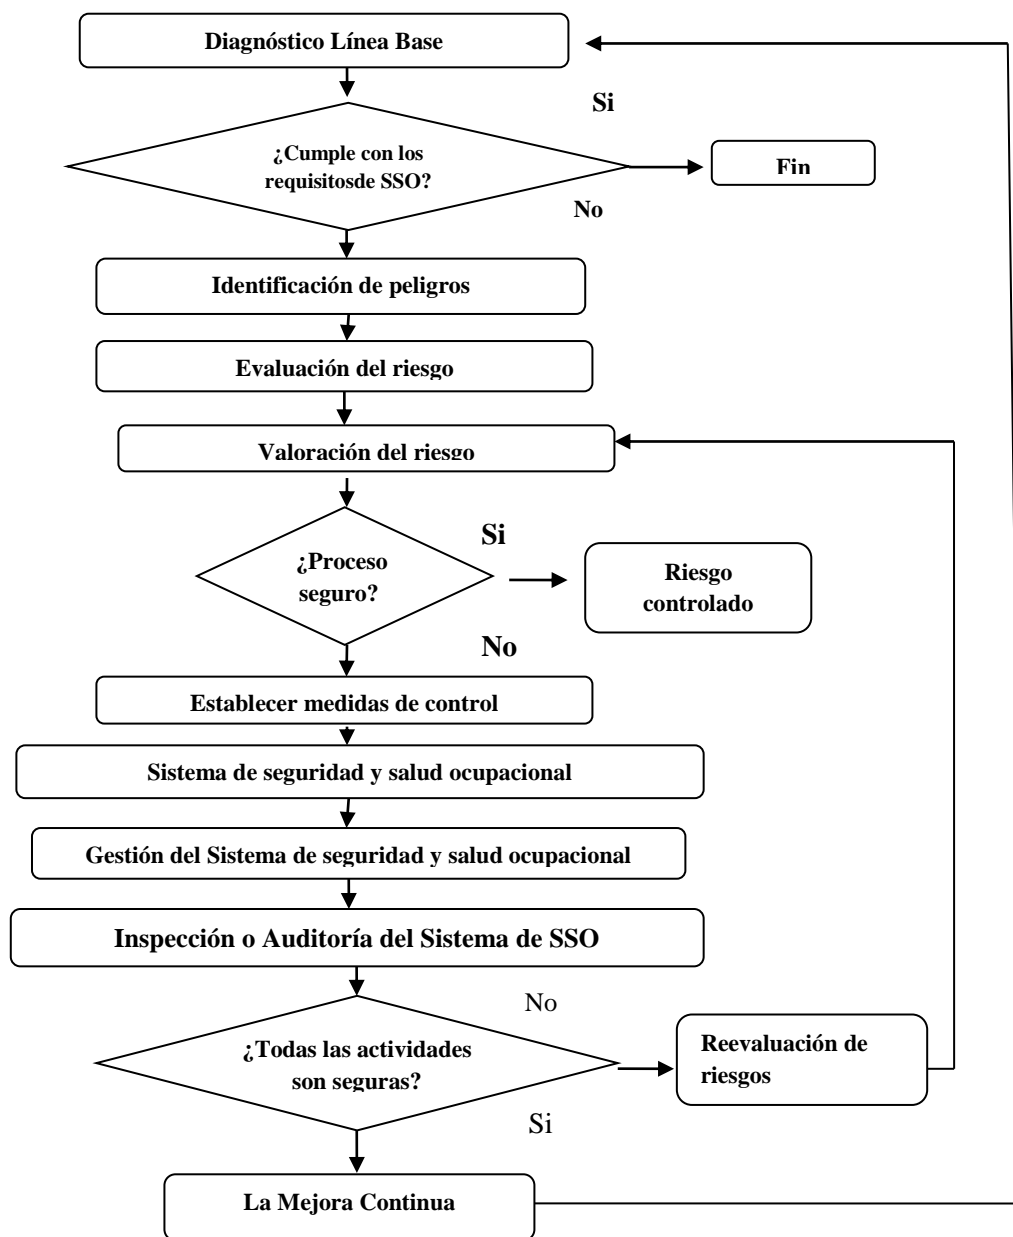 Diagnóstico Línea Base
Si
¿Cumple con los
requisitosde SSO?
Fin
No
Identificación de peligros
Evaluación del riesgo
Valoración del riesgo
Si
¿Proceso
seguro?
Riesgo
controlado
No
Establecer medidas de control
Sistema de seguridad y salud ocupacional
Gestión del Sistema de seguridad y salud ocupacional
Inspección o Auditoría del Sistema de SSO
No
¿Todas las actividades
son seguras?
Reevaluación de
riesgos
Si
La Mejora Continua